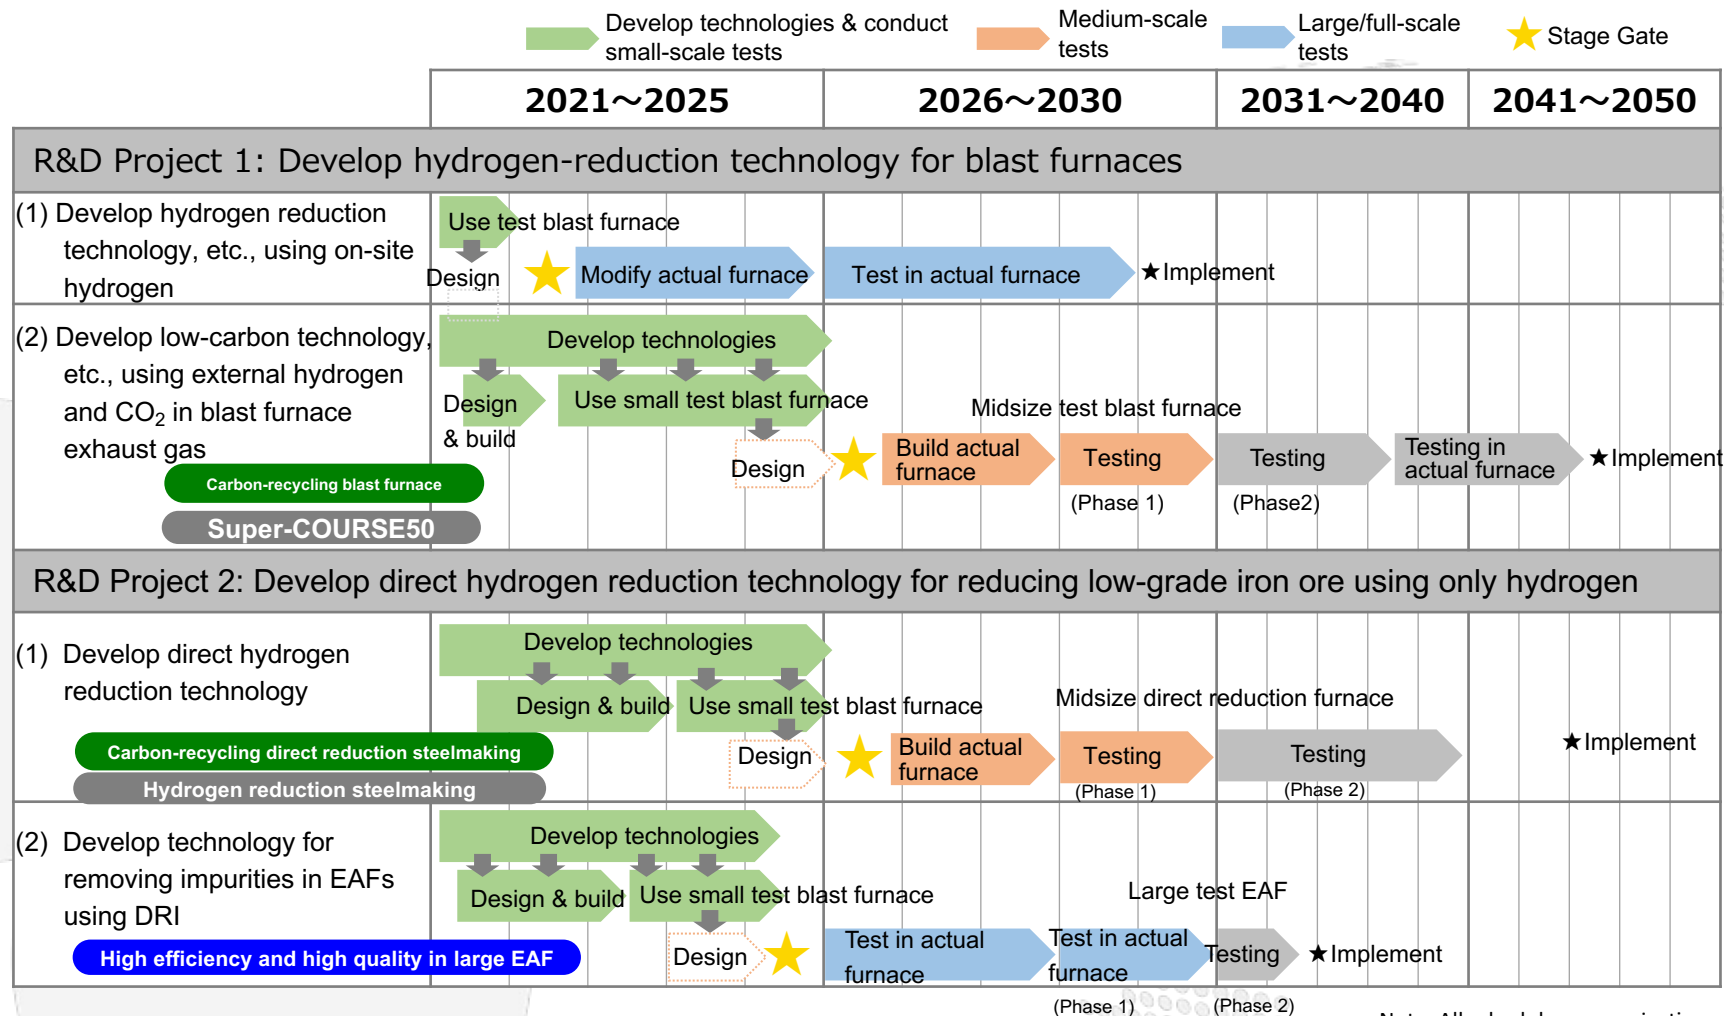 Develop technologies & conduct
small-scale tests
Medium-scale
tests
Large/full-scale
tests
Stage Gate
2021～2025
2026～2030
2031～2040
2041～2050
R&D Project 1: Develop hydrogen-reduction technology for blast furnaces
(1) Develop hydrogen reduction
technology, etc., using on-site
hydrogen
Use test blast furnace
Design
Modify actual furnace
Test in actual furnace
★Implement
(2) Develop low-carbon technology,
etc., using external hydrogen
and CO₂ in blast furnace
exhaust gas
Carbon-recycling blast furnace
Super-COURSE50
Develop technologies
Design
& build
Use small test blast furnace
Design
Midsize test blast furnace
Build actual
furnace
Testing
(Phase 1)
Testing
(Phase2)
Testing in
actual furnace
★Implement
R&D Project 2: Develop direct hydrogen reduction technology for reducing low-grade iron ore using only hydrogen
(1) Develop direct hydrogen
reduction technology
Carbon-recycling direct reduction steelmaking
Hydrogen reduction steelmaking
Develop technologies
Design & build
Use small test blast furnace
Design
Midsize direct reduction furnace
Build actual
furnace
Testing
(Phase 1)
Testing
(Phase 2)
★Implement
(2) Develop technology for
removing impurities in EAFs
using DRI
High efficiency and high quality in large EAF
Develop technologies
Design & build
Use small test blast furnace
Design
Large test EAF
Test in actual
furnace
Test in actual
furnace
(Phase 1)
Testing
(Phase 2)
★Implement